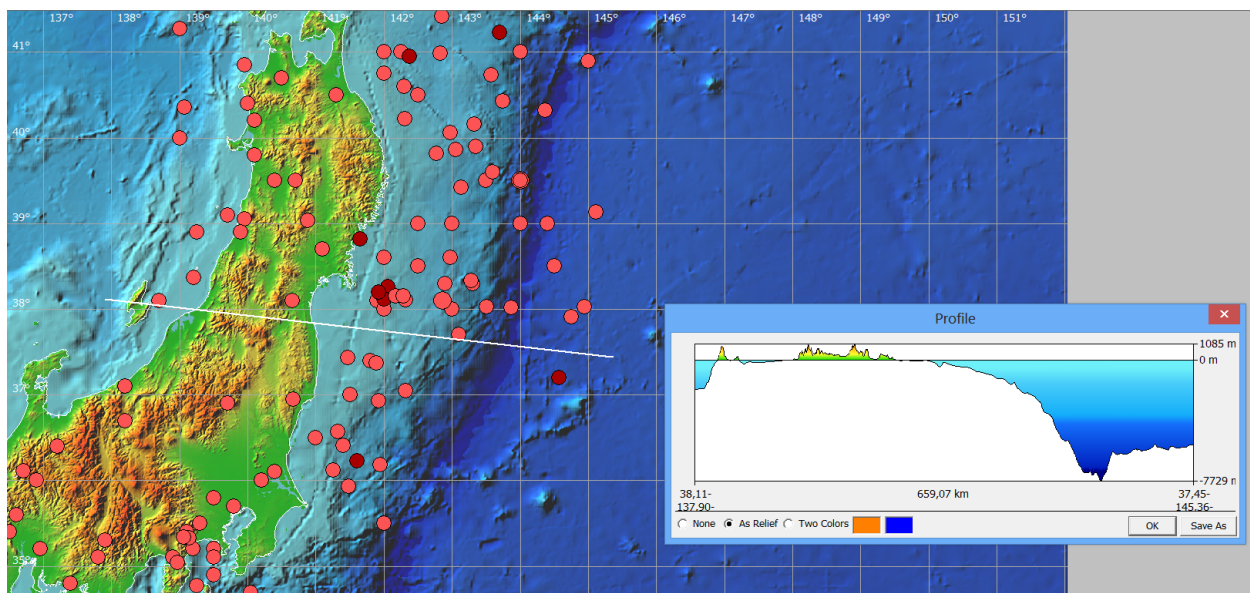 137° 138° 139° 140° 141° 142° 143° 144° 145° 147° 148° 149° 150° 151°
41°
40°
39°
38°
37°
35°
Profile
1085 m
0 m
-7729 m
38,11- 659,07 km 37,45-
137.90- 145.36-
None As Relief Two Colors OK Save As